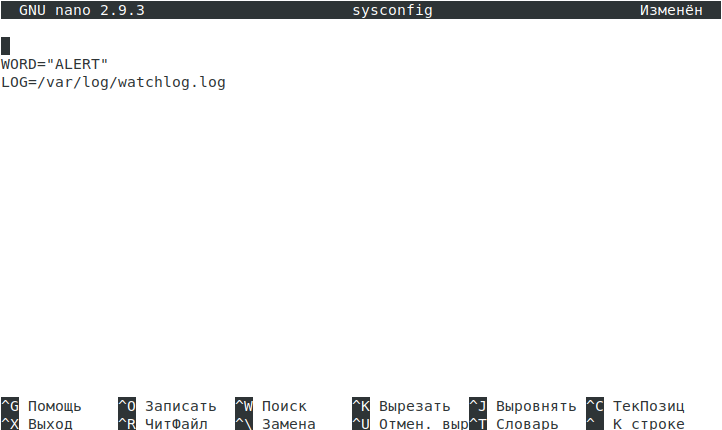 GNU nano 2.9.3 sysconfig Изменён
WORD="ALERT"
LOG=/var/log/watchlog.log
^G Помощь ^O Записать ^W Поиск ^K Вырезать ^J Выровнять ^C ТекПозиц
^X Выход ^R ЧитФайл ^\ Замена ^U Отмен. выр ^T Словарь ^_ К строке